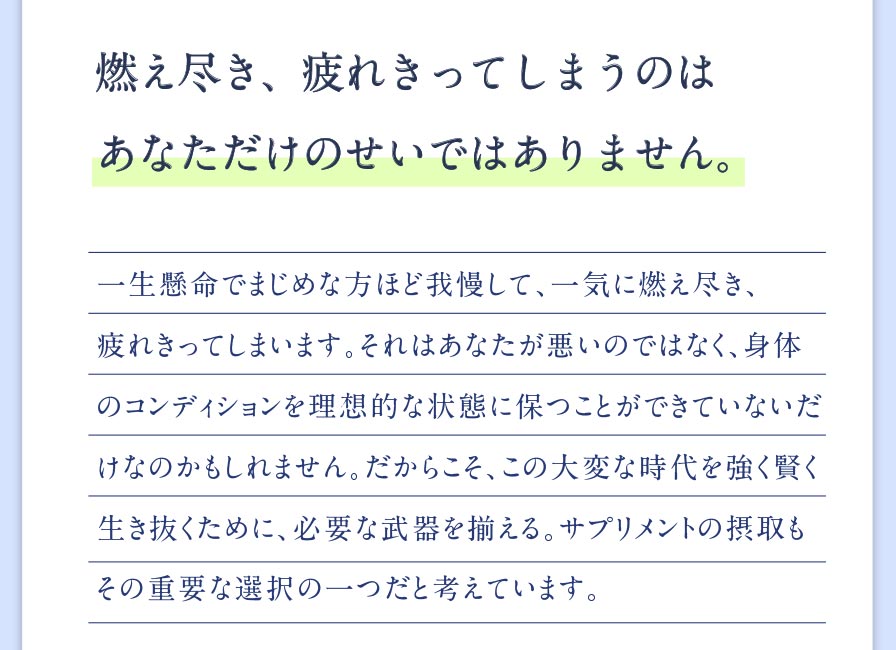 燃え尽き、疲れきってしまうのは
あなただけのせいではありません。
一生懸命でまじめな方ほど我慢して、一気に燃え尽き、
疲れきってしまいます。それはあなたが悪いのではなく、身体
のコンディションを理想的な状態に保つことができていないだ
けなのかもしれません。だからこそ、この大変な時代を強く賢く
生き抜くために、必要な武器を揃える。サプリメントの摂取も
その重要な選択の一つだと考えています。